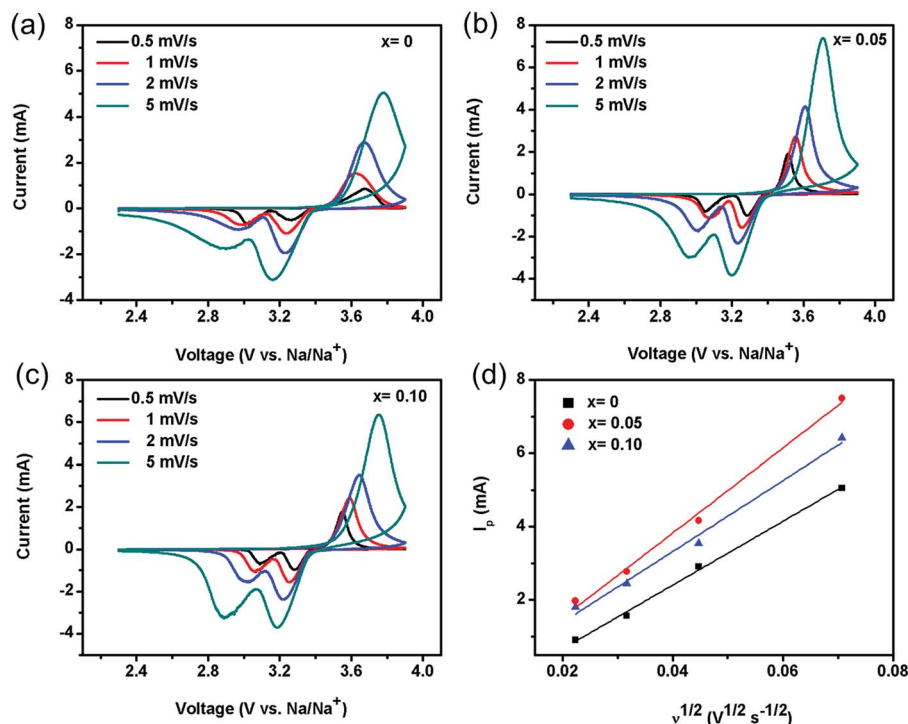 (a)
0.5 mV/s
1 mV/s
2 mV/s
5 mV/s
x= 0
8
6
4
2
0
-2
-4
Current (mA)
2.4 2.8 3.2 3.6 4.0
Voltage (V vs. Na/Na⁺)
(b)
0.5 mV/s
1 mV/s
2 mV/s
5 mV/s
x= 0.05
8
6
4
2
0
-2
-4
Current (mA)
2.4 2.8 3.2 3.6 4.0
Voltage (V vs. Na/Na⁺)
(c)
0.5 mV/s
1 mV/s
2 mV/s
5 mV/s
x= 0.10
8
6
4
2
0
-2
-4
Current (mA)
2.4 2.8 3.2 3.6 4.0
Voltage (V vs. Na/Na⁺)
(d)
x= 0
x= 0.05
x= 0.10
8
6
4
2
Iₚ (mA)
0.02 0.04 0.06 0.08
ν^1/2 (V^1/2 s^-1/2)